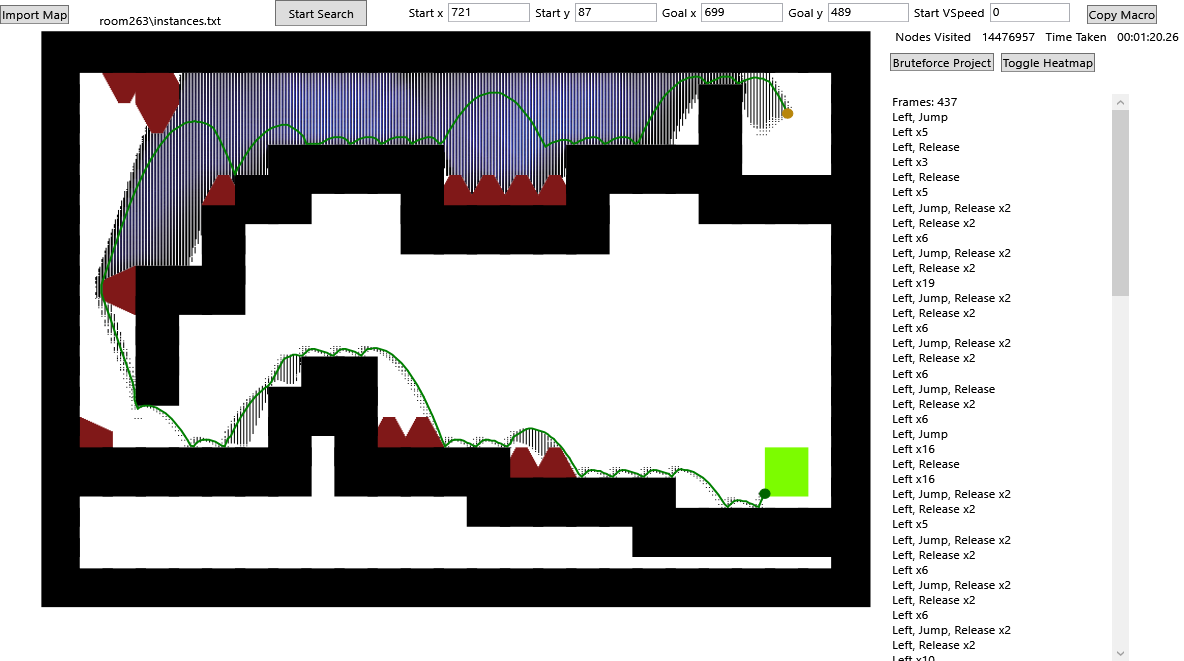 Import Map
room263\instances.txt
Start Search
Start x 721 Start y 87 Goal x 699 Goal y 489 Start VSpeed 0
Copy Macro
Nodes Visited 14476957 Time Taken 00:01:20.26
Bruteforce Project Toggle Heatmap
Frames: 437
Left, Jump
Left x5
Left, Release
Left x3
Left, Release
Left x5
Left, Jump, Release x2
Left, Release x2
Left x6
Left, Jump, Release x2
Left, Release x2
Left x19
Left, Jump, Release x2
Left, Release x2
Left x6
Left, Jump, Release x2
Left, Release x2
Left x6
Left, Jump, Release
Left, Release x2
Left x6
Left, Jump
Left x16
Left, Release
Left x16
Left, Jump, Release x2
Left, Release x2
Left x5
Left, Jump, Release x2
Left, Release x2
Left x6
Left, Jump, Release x2
Left, Release x2
Left x6
Left, Jump, Release x2
Left, Release x2
Left x10